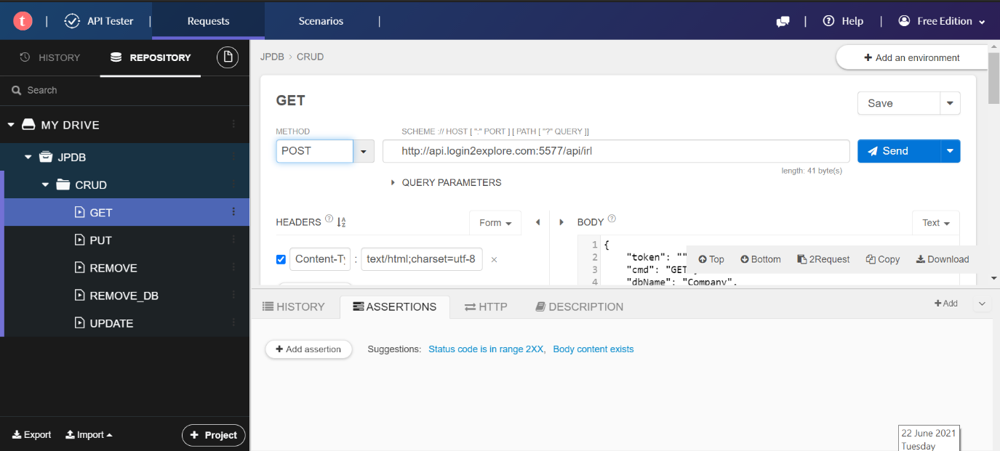 t | API Tester | Requests Scenarios | | Help | Free Edition
HISTORY REPOSITORY
Search
MY DRIVE
JPDB
CRUD
GET
PUT
REMOVE
REMOVE_DB
UPDATE
Export Import + Project
JPDB › CRUD
+ Add an environment
GET
Save
METHOD SCHEME :// HOST [ ":" PORT ] [ PATH [ "?" QUERY ]]
POST http://api.login2explore.com:5577/api/irl Send
length: 41 byte(s)
QUERY PARAMETERS
HEADERS ? Form BODY ? Text
Content-Ty : text/html;charset=utf-8 ×
1 {
2 "token": ""
3 "cmd": "GET
4 "dbName": "Company",
Top Bottom 2Request Copy Download
HISTORY ASSERTIONS HTTP DESCRIPTION +Add
+ Add assertion Suggestions: Status code is in range 2XX, Body content exists
22 June 2021
Tuesday